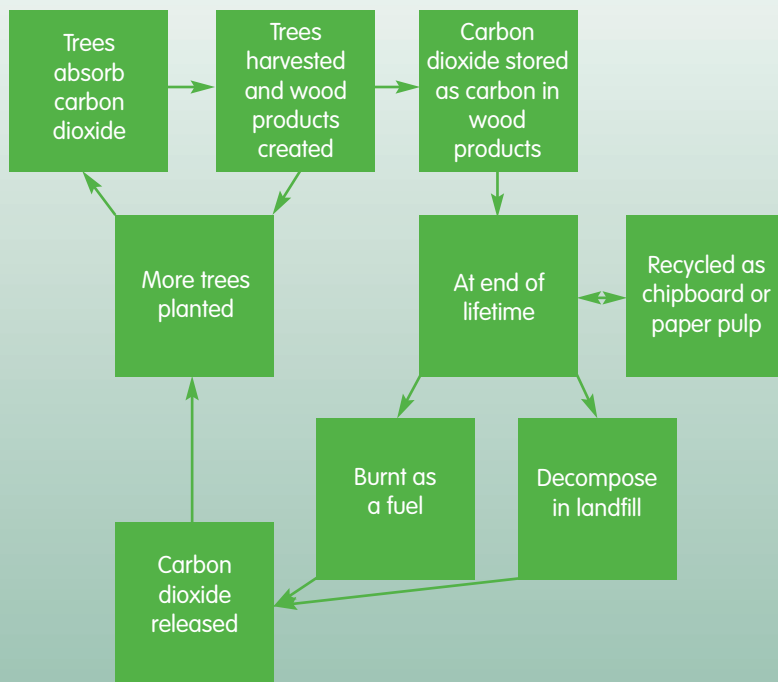 Trees
absorb
carbon
dioxide
Trees
harvested
and wood
products
created
Carbon
dioxide stored
as carbon in
wood
products
More trees
planted
At end of
lifetime
Recycled as
chipboard or
paper pulp
Burnt as
a fuel
Decompose
in landfill
Carbon
dioxide
released